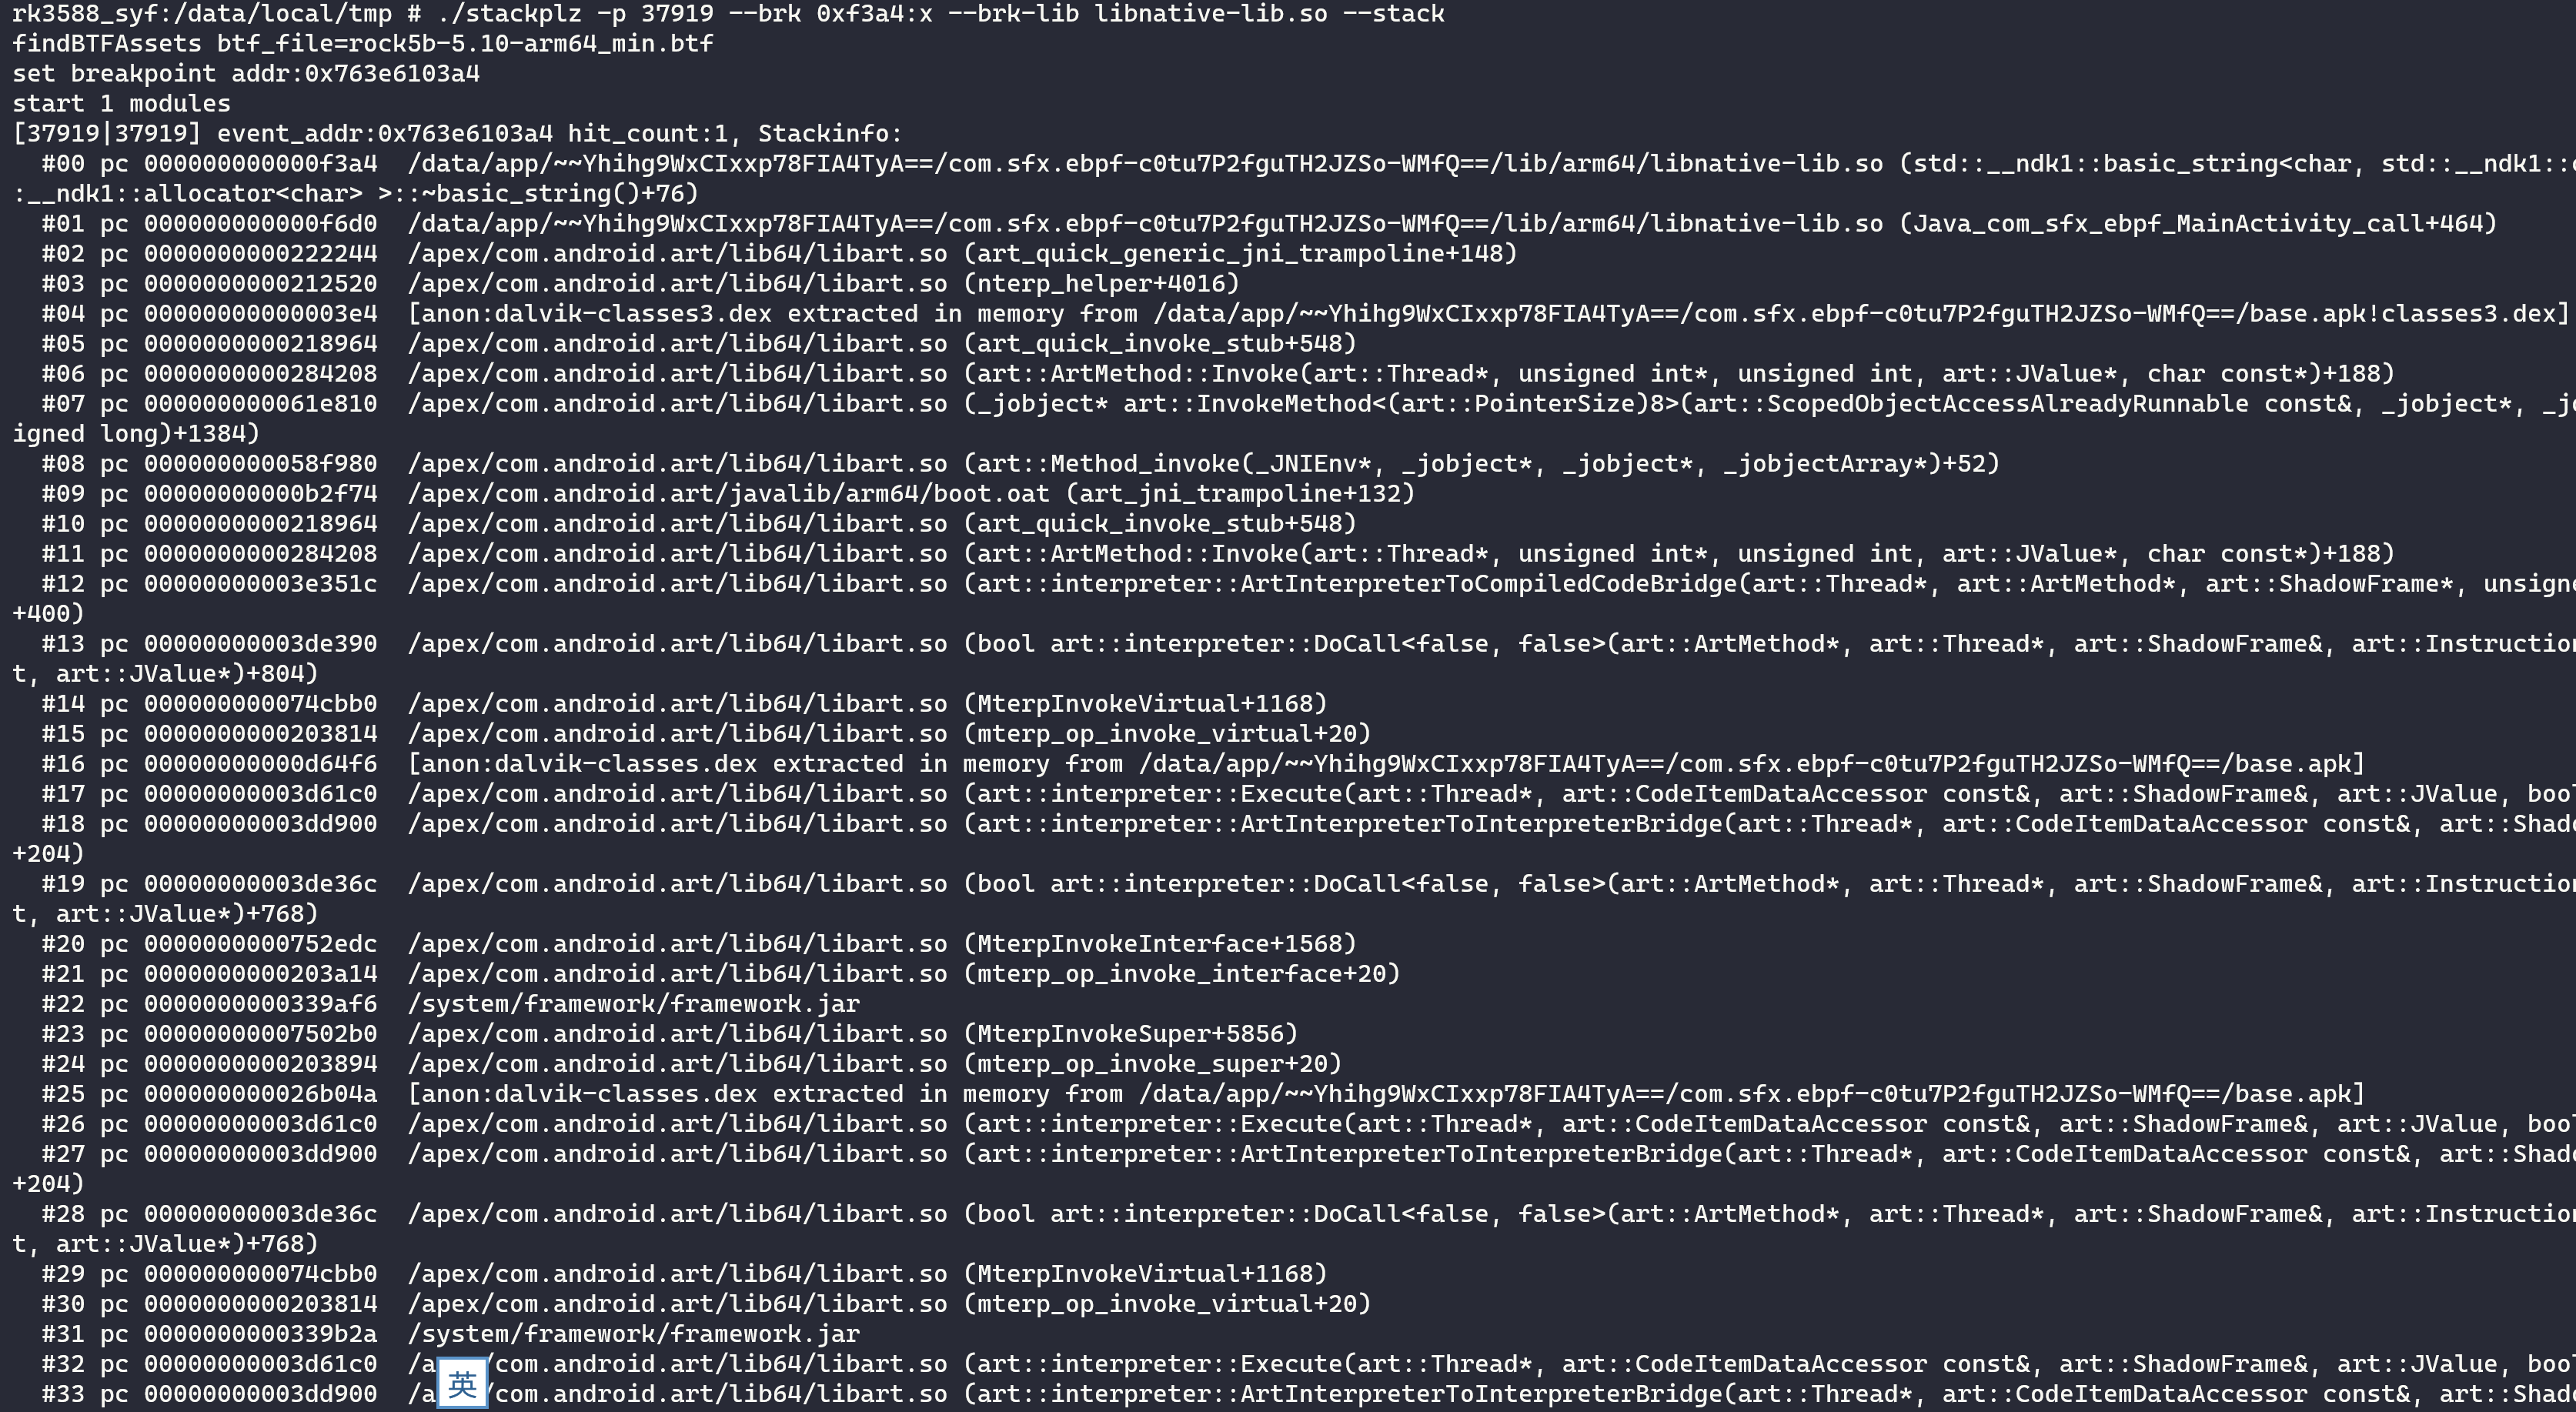 rk3588_syf:/data/local/tmp # ./stackplz -p 37919 --brk 0xf3a4:x --brk-lib libnative-lib.so --stack
findBTFAssets btf_file=rock5b-5.10-arm64_min.btf
set breakpoint addr:0x763e6103a4
start 1 modules
[37919|37919] event_addr:0x763e6103a4 hit_count:1, Stackinfo:
  #00 pc 000000000000f3a4  /data/app/~~Yhihg9WxCIxxp78FIA4TyA==/com.sfx.ebpf-c0tu7P2fguTH2JZSo-WMfQ==/lib/arm64/libnative-lib.so (std::__ndk1::basic_string<char, std::__ndk1::c
:__ndk1::allocator<char> >::~basic_string()+76)
  #01 pc 000000000000f6d0  /data/app/~~Yhihg9WxCIxxp78FIA4TyA==/com.sfx.ebpf-c0tu7P2fguTH2JZSo-WMfQ==/lib/arm64/libnative-lib.so (Java_com_sfx_ebpf_MainActivity_call+464)
  #02 pc 0000000000222244  /apex/com.android.art/lib64/libart.so (art_quick_generic_jni_trampoline+148)
  #03 pc 0000000000212520  /apex/com.android.art/lib64/libart.so (nterp_helper+4016)
  #04 pc 00000000000003e4  [anon:dalvik-classes3.dex extracted in memory from /data/app/~~Yhihg9WxCIxxp78FIA4TyA==/com.sfx.ebpf-c0tu7P2fguTH2JZSo-WMfQ==/base.apk!classes3.dex]
  #05 pc 0000000000218964  /apex/com.android.art/lib64/libart.so (art_quick_invoke_stub+548)
  #06 pc 0000000000284208  /apex/com.android.art/lib64/libart.so (art::ArtMethod::Invoke(art::Thread*, unsigned int*, unsigned int, art::JValue*, char const*)+188)
  #07 pc 000000000061e810  /apex/com.android.art/lib64/libart.so (_jobject* art::InvokeMethod<(art::PointerSize)8>(art::ScopedObjectAccessAlreadyRunnable const&, _jobject*, _jo
igned long)+1384)
  #08 pc 000000000058f980  /apex/com.android.art/lib64/libart.so (art::Method_invoke(_JNIEnv*, _jobject*, _jobject*, _jobjectArray*)+52)
  #09 pc 00000000000b2f74  /apex/com.android.art/javalib/arm64/boot.oat (art_jni_trampoline+132)
  #10 pc 0000000000218964  /apex/com.android.art/lib64/libart.so (art_quick_invoke_stub+548)
  #11 pc 0000000000284208  /apex/com.android.art/lib64/libart.so (art::ArtMethod::Invoke(art::Thread*, unsigned int*, unsigned int, art::JValue*, char const*)+188)
  #12 pc 00000000003e351c  /apex/com.android.art/lib64/libart.so (art::interpreter::ArtInterpreterToCompiledCodeBridge(art::Thread*, art::ArtMethod*, art::ShadowFrame*, unsigne
+400)
  #13 pc 00000000003de390  /apex/com.android.art/lib64/libart.so (bool art::interpreter::DoCall<false, false>(art::ArtMethod*, art::Thread*, art::ShadowFrame&, art::Instruction
t, art::JValue*)+804)
  #14 pc 000000000074cbb0  /apex/com.android.art/lib64/libart.so (MterpInvokeVirtual+1168)
  #15 pc 0000000000203814  /apex/com.android.art/lib64/libart.so (mterp_op_invoke_virtual+20)
  #16 pc 00000000000d64f6  [anon:dalvik-classes.dex extracted in memory from /data/app/~~Yhihg9WxCIxxp78FIA4TyA==/com.sfx.ebpf-c0tu7P2fguTH2JZSo-WMfQ==/base.apk]
  #17 pc 00000000003d61c0  /apex/com.android.art/lib64/libart.so (art::interpreter::Execute(art::Thread*, art::CodeItemDataAccessor const&, art::ShadowFrame&, art::JValue, bool
  #18 pc 00000000003dd900  /apex/com.android.art/lib64/libart.so (art::interpreter::ArtInterpreterToInterpreterBridge(art::Thread*, art::CodeItemDataAccessor const&, art::Shad
+204)
  #19 pc 00000000003de36c  /apex/com.android.art/lib64/libart.so (bool art::interpreter::DoCall<false, false>(art::ArtMethod*, art::Thread*, art::ShadowFrame&, art::Instruction
t, art::JValue*)+768)
  #20 pc 0000000000752edc  /apex/com.android.art/lib64/libart.so (MterpInvokeInterface+1568)
  #21 pc 0000000000203a14  /apex/com.android.art/lib64/libart.so (mterp_op_invoke_interface+20)
  #22 pc 0000000000339af6  /system/framework/framework.jar
  #23 pc 00000000007502b0  /apex/com.android.art/lib64/libart.so (MterpInvokeSuper+5856)
  #24 pc 0000000000203894  /apex/com.android.art/lib64/libart.so (mterp_op_invoke_super+20)
  #25 pc 000000000026b04a  [anon:dalvik-classes.dex extracted in memory from /data/app/~~Yhihg9WxCIxxp78FIA4TyA==/com.sfx.ebpf-c0tu7P2fguTH2JZSo-WMfQ==/base.apk]
  #26 pc 00000000003d61c0  /apex/com.android.art/lib64/libart.so (art::interpreter::Execute(art::Thread*, art::CodeItemDataAccessor const&, art::ShadowFrame&, art::JValue, bool
  #27 pc 00000000003dd900  /apex/com.android.art/lib64/libart.so (art::interpreter::ArtInterpreterToInterpreterBridge(art::Thread*, art::CodeItemDataAccessor const&, art::Shad
+204)
  #28 pc 00000000003de36c  /apex/com.android.art/lib64/libart.so (bool art::interpreter::DoCall<false, false>(art::ArtMethod*, art::Thread*, art::ShadowFrame&, art::Instruction
t, art::JValue*)+768)
  #29 pc 000000000074cbb0  /apex/com.android.art/lib64/libart.so (MterpInvokeVirtual+1168)
  #30 pc 0000000000203814  /apex/com.android.art/lib64/libart.so (mterp_op_invoke_virtual+20)
  #31 pc 0000000000339b2a  /system/framework/framework.jar
  #32 pc 00000000003d61c0  /a英/com.android.art/lib64/libart.so (art::interpreter::Execute(art::Thread*, art::CodeItemDataAccessor const&, art::ShadowFrame&, art::JValue, bool
  #33 pc 00000000003dd900  /a /com.android.art/lib64/libart.so (art::interpreter::ArtInterpreterToInterpreterBridge(art::Thread*, art::CodeItemDataAccessor const&, art::Shad